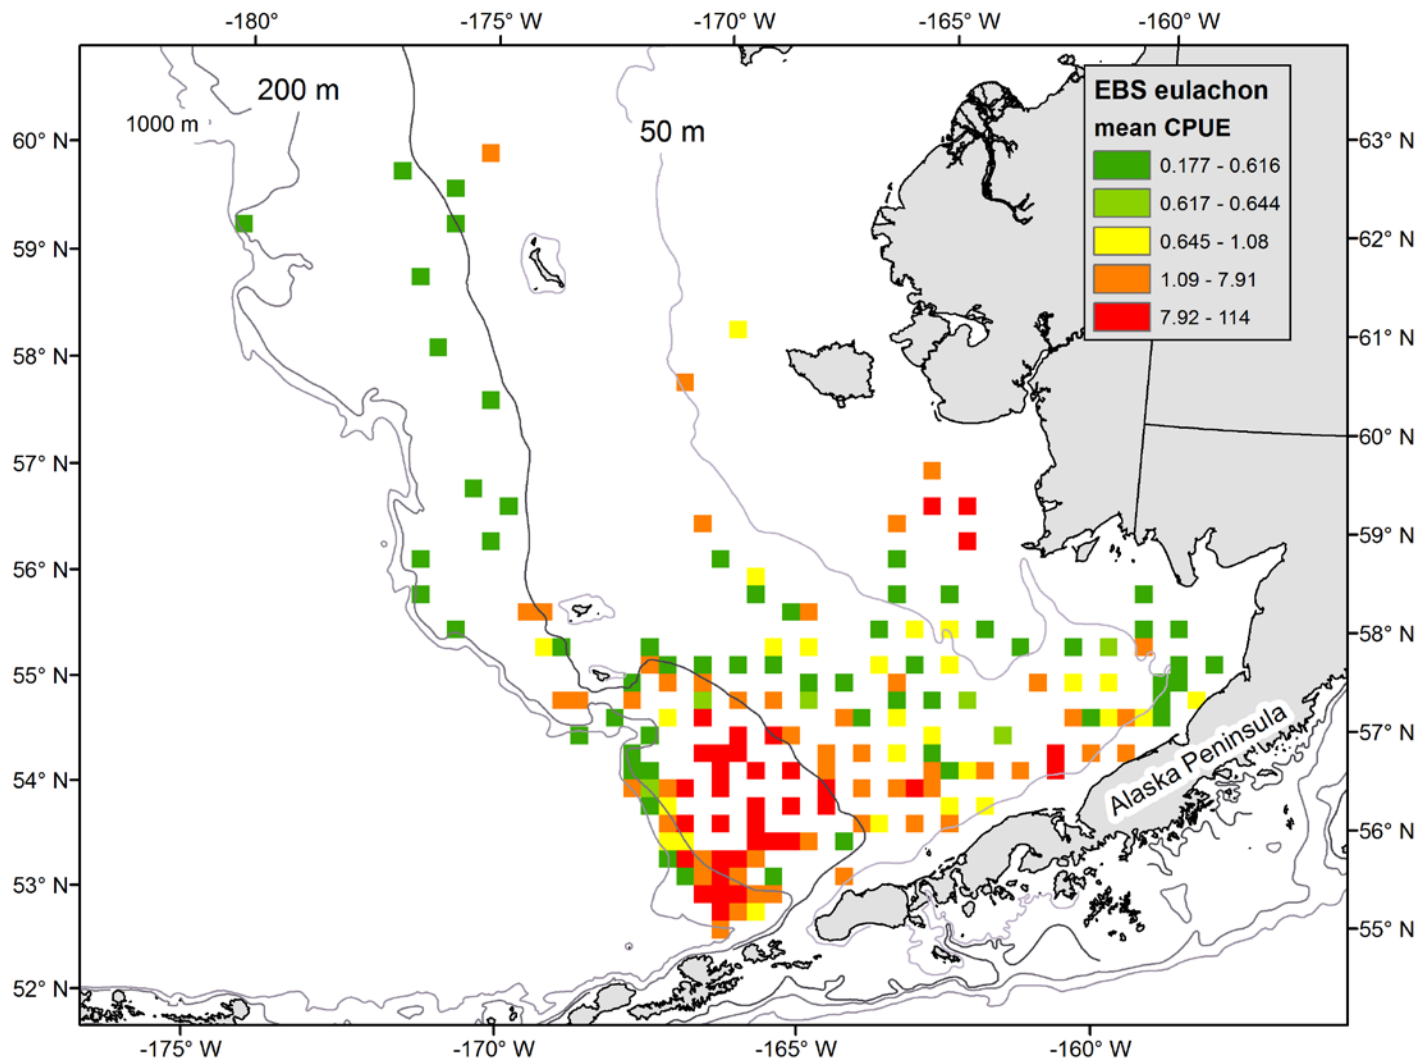 -180°
-175° W
-170° W
-165° W
-160° W
200 m
1000 m
50 m
EBS eulachon
mean CPUE
0.177 - 0.616
0.617 - 0.644
0.645 - 1.08
1.09 - 7.91
7.92 - 114
60° N
59° N
58° N
57° N
56° N
55° N
54° N
53° N
52° N
63° N
62° N
61° N
60° N
59° N
58° N
57° N
56° N
55° N
Alaska Peninsula
-175° W
-170° W
-165° W
-160° W